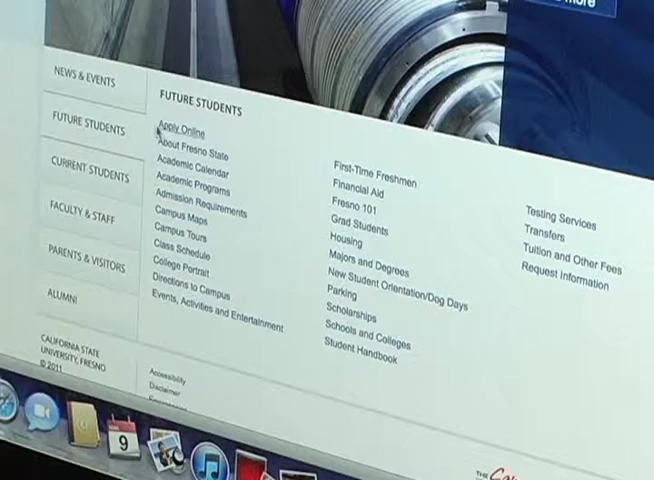 more
NEWS & EVENTS
FUTURE STUDENTS
CURRENT STUDENTS
FACULTY & STAFF
PARENTS & VISITORS
ALUMNI
CALIFORNIA STATE
UNIVERSITY, FRESNO
© 2011
FUTURE STUDENTS
Apply Online
About Fresno State
Academic Calendar
Academic Programs
Admission Requirements
Campus Maps
Campus Tours
Class Schedule
College Portrait
Directions to Campus
Events, Activities and Entertainment
First-Time Freshmen
Financial Aid
Fresno 101
Grad Students
Housing
Majors and Degrees
New Student Orientation/Dog Days
Parking
Scholarships
Schools and Colleges
Student Handbook
Testing Services
Transfers
Tuition and Other Fees
Request Information
Accessibility
Disclaimer
9
THE